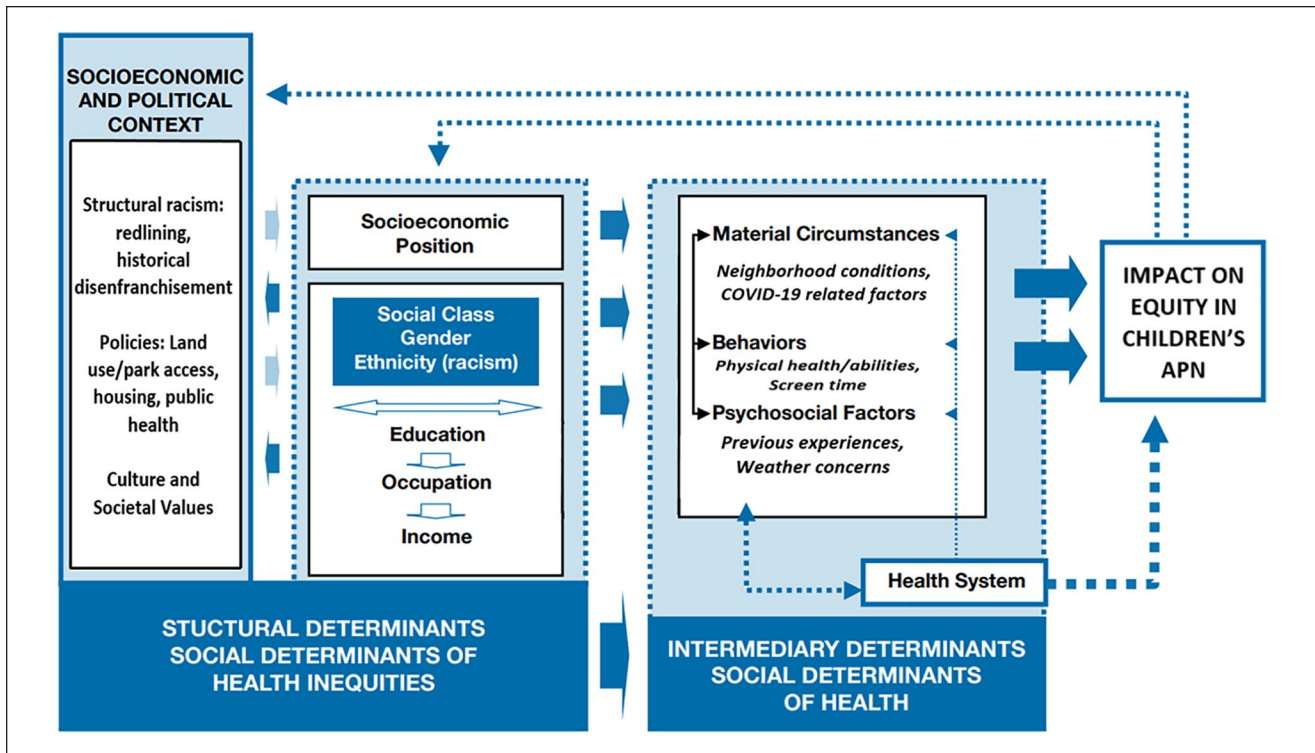 SOCIOECONOMIC
AND POLITICAL
CONTEXT
Structural racism:
redlining,
historical
disenfranchisement
Policies: Land
use/park access,
housing, public
health
Culture and
Societal Values
Socioeconomic
Position
Social Class
Gender
Ethnicity (racism)
Education
Occupation
Income
STUCTURAL DETERMINANTS
SOCIAL DETERMINANTS OF
HEALTH INEQUITIES
Material Circumstances
Neighborhood conditions,
COVID-19 related factors
Behaviors
Physical health/abilities,
Screen time
Psychosocial Factors
Previous experiences,
Weather concerns
Health System
INTERMEDIARY DETERMINANTS
SOCIAL DETERMINANTS
OF HEALTH
IMPACT ON
EQUITY IN
CHILDREN'S
APN